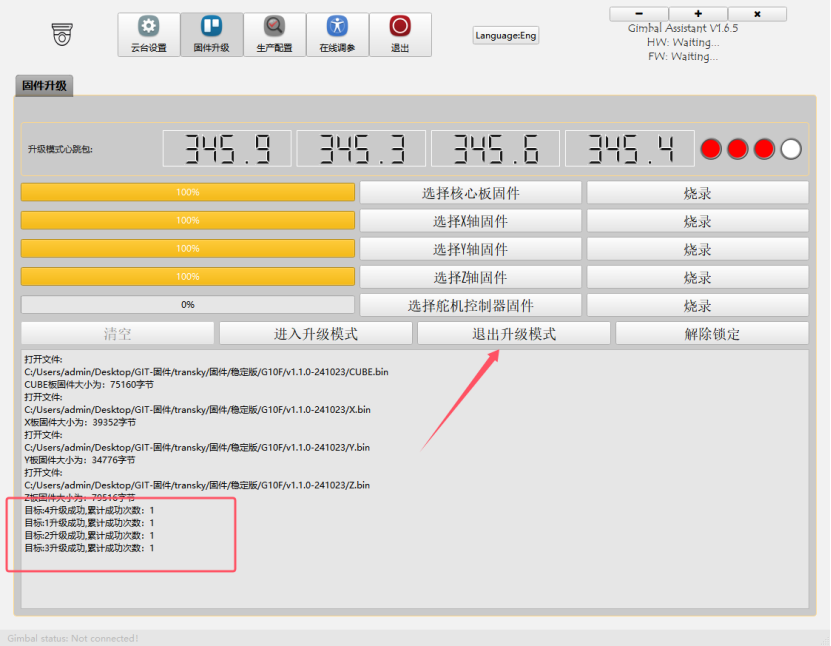 云台设置
固件升级
生产配置
在线调参
退出
Language:Eng
Gimbal Assistant V1.6.5
HW: Waiting...
FW: Waiting...
固件升级
升级模式心跳包:
345.9
345.3
345.6
345.4
100%
选择核心板固件
烧录
100%
选择X轴固件
烧录
100%
选择Y轴固件
烧录
100%
选择Z轴固件
烧录
0%
选择舵机控制器固件
烧录
清空
进入升级模式
退出升级模式
解除锁定
打开文件:
C:/Users/admin/Desktop/GIT-固件/transky/固件/稳定版/G10F/v1.1.0-241023/CUBE.bin
CUBE板固件大小为：75160字节
打开文件:
C:/Users/admin/Desktop/GIT-固件/transky/固件/稳定版/G10F/v1.1.0-241023/X.bin
X板固件大小为：39352字节
打开文件:
C:/Users/admin/Desktop/GIT-固件/transky/固件/稳定版/G10F/v1.1.0-241023/Y.bin
Y板固件大小为：34776字节
打开文件:
C:/Users/admin/Desktop/GIT-固件/transky/固件/稳定版/G10F/v1.1.0-241023/Z.bin
Z板固件大小为：79516字节
目标:4升级成功,累计成功次数：1
目标:1升级成功,累计成功次数：1
目标:2升级成功,累计成功次数：1
目标:3升级成功,累计成功次数：1
Gimbal status: Not connected!